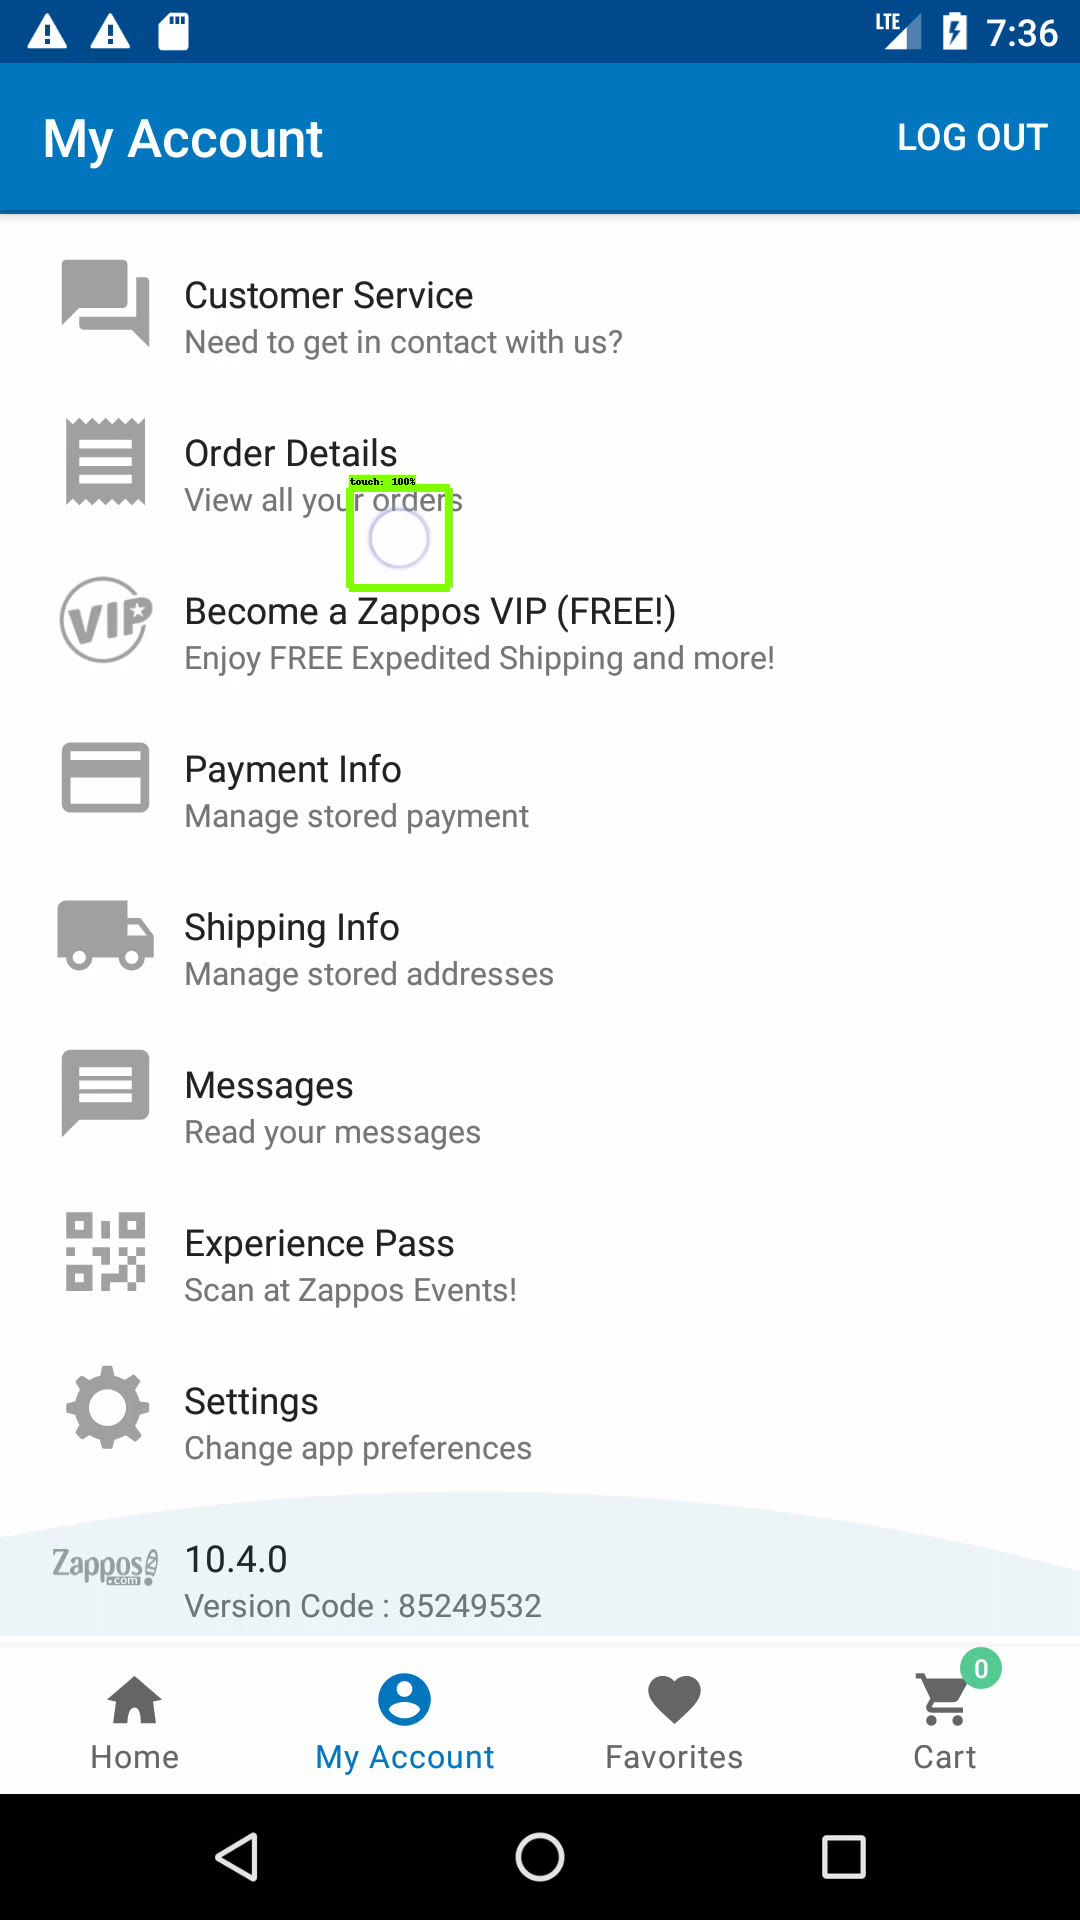 LTE 7:36
My Account LOG OUT
Customer Service
Need to get in contact with us?
Order Details
touch: 100%
View all your orders
VIP
Become a Zappos VIP (FREE!)
Enjoy FREE Expedited Shipping and more!
Payment Info
Manage stored payment
Shipping Info
Manage stored addresses
Messages
Read your messages
Experience Pass
Scan at Zappos Events!
Settings
Change app preferences
Zappos
.com
10.4.0
Version Code : 85249532
0
Home My Account Favorites Cart